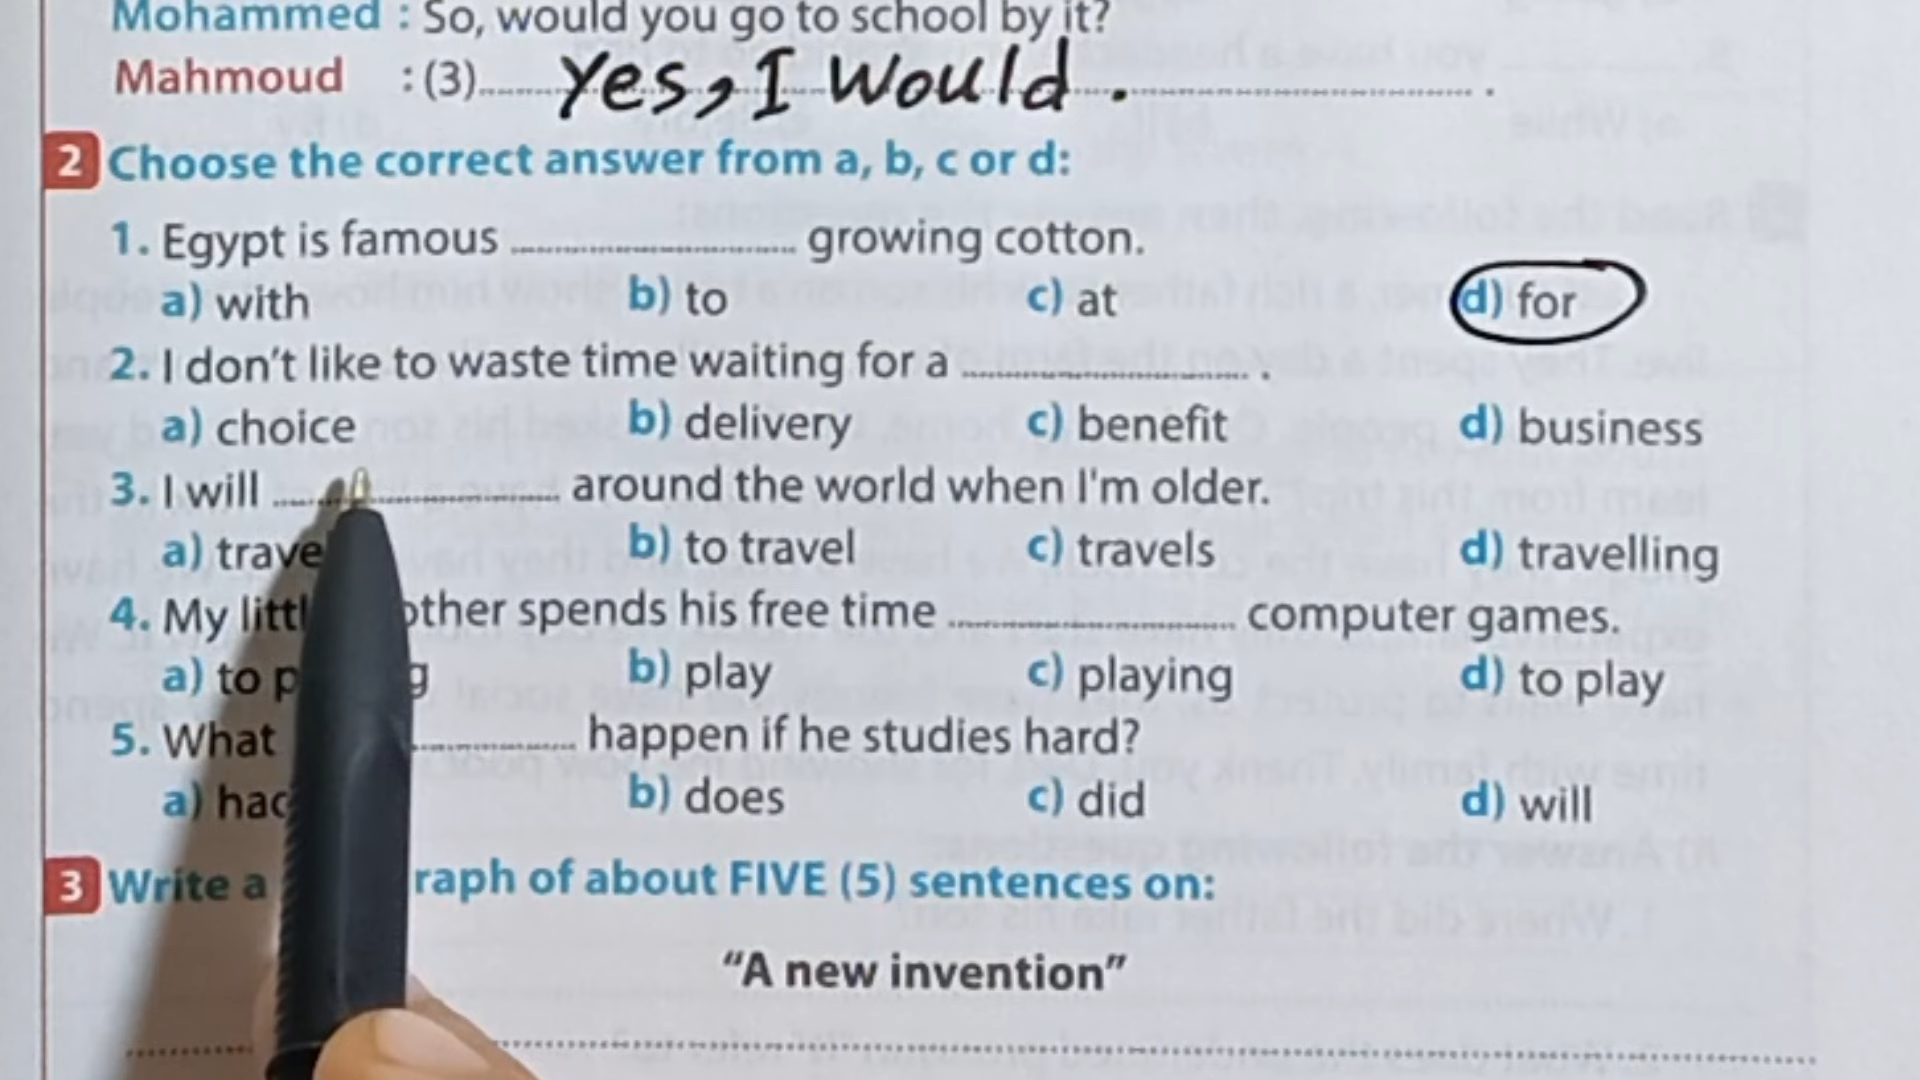 Mohammed : So, would you go to school by it?
Mahmoud : (3) Yes, I Would .
2 Choose the correct answer from a, b, c or d:
1. Egypt is famous growing cotton.
a) with b) to c) at d) for
2. I don't like to waste time waiting for a .
a) choice b) delivery c) benefit d) business
3. I will around the world when I'm older.
a) b) to travel c) travels d) travelling
4. My spends his free time computer games.
a) to b) play c) playing d) to play
5. What happen if he studies hard?
a) b) does c) did d) will
3 Write a of about FIVE (5) sentences on:
"A new invention"